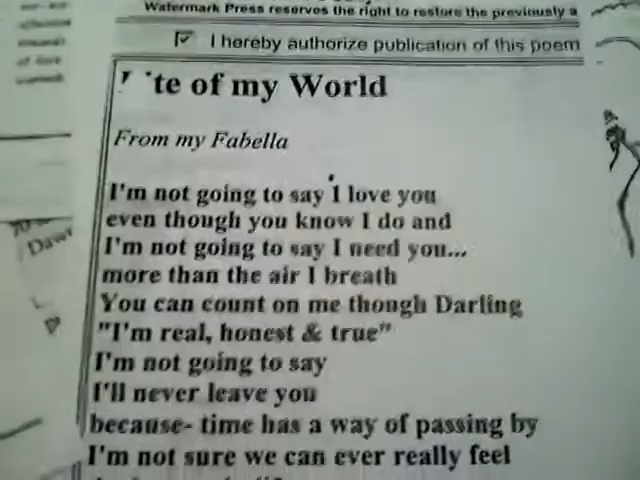 Watermark Press reserves the right to restore the previously a
I hereby authorize publication of this poem
te of my World
From my Fabella
I'm not going to say I love you
even though you know I do and
I'm not going to say I need you...
more than the air I breath
You can count on me though Darling
"I'm real, honest & true"
I'm not going to say
I'll never leave you
because- time has a way of passing by
I'm not sure we can ever really feel
Dawn